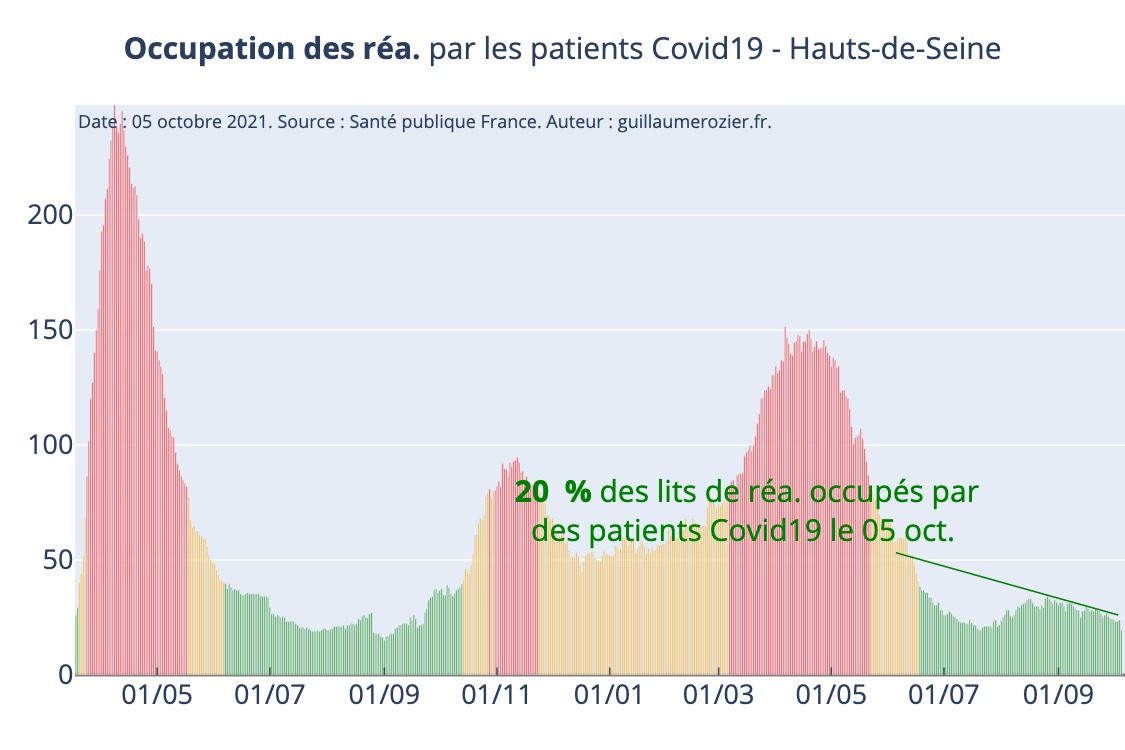 Occupation des réa. par les patients Covid19 - Hauts-de-Seine
Date : 05 octobre 2021. Source : Santé publique France. Auteur : guillaumerozier.fr.
200
150
100
50
0
20 % des lits de réa. occupés par
des patients Covid19 le 05 oct.
01/05 01/07 01/09 01/11 01/01 01/03 01/05 01/07 01/09